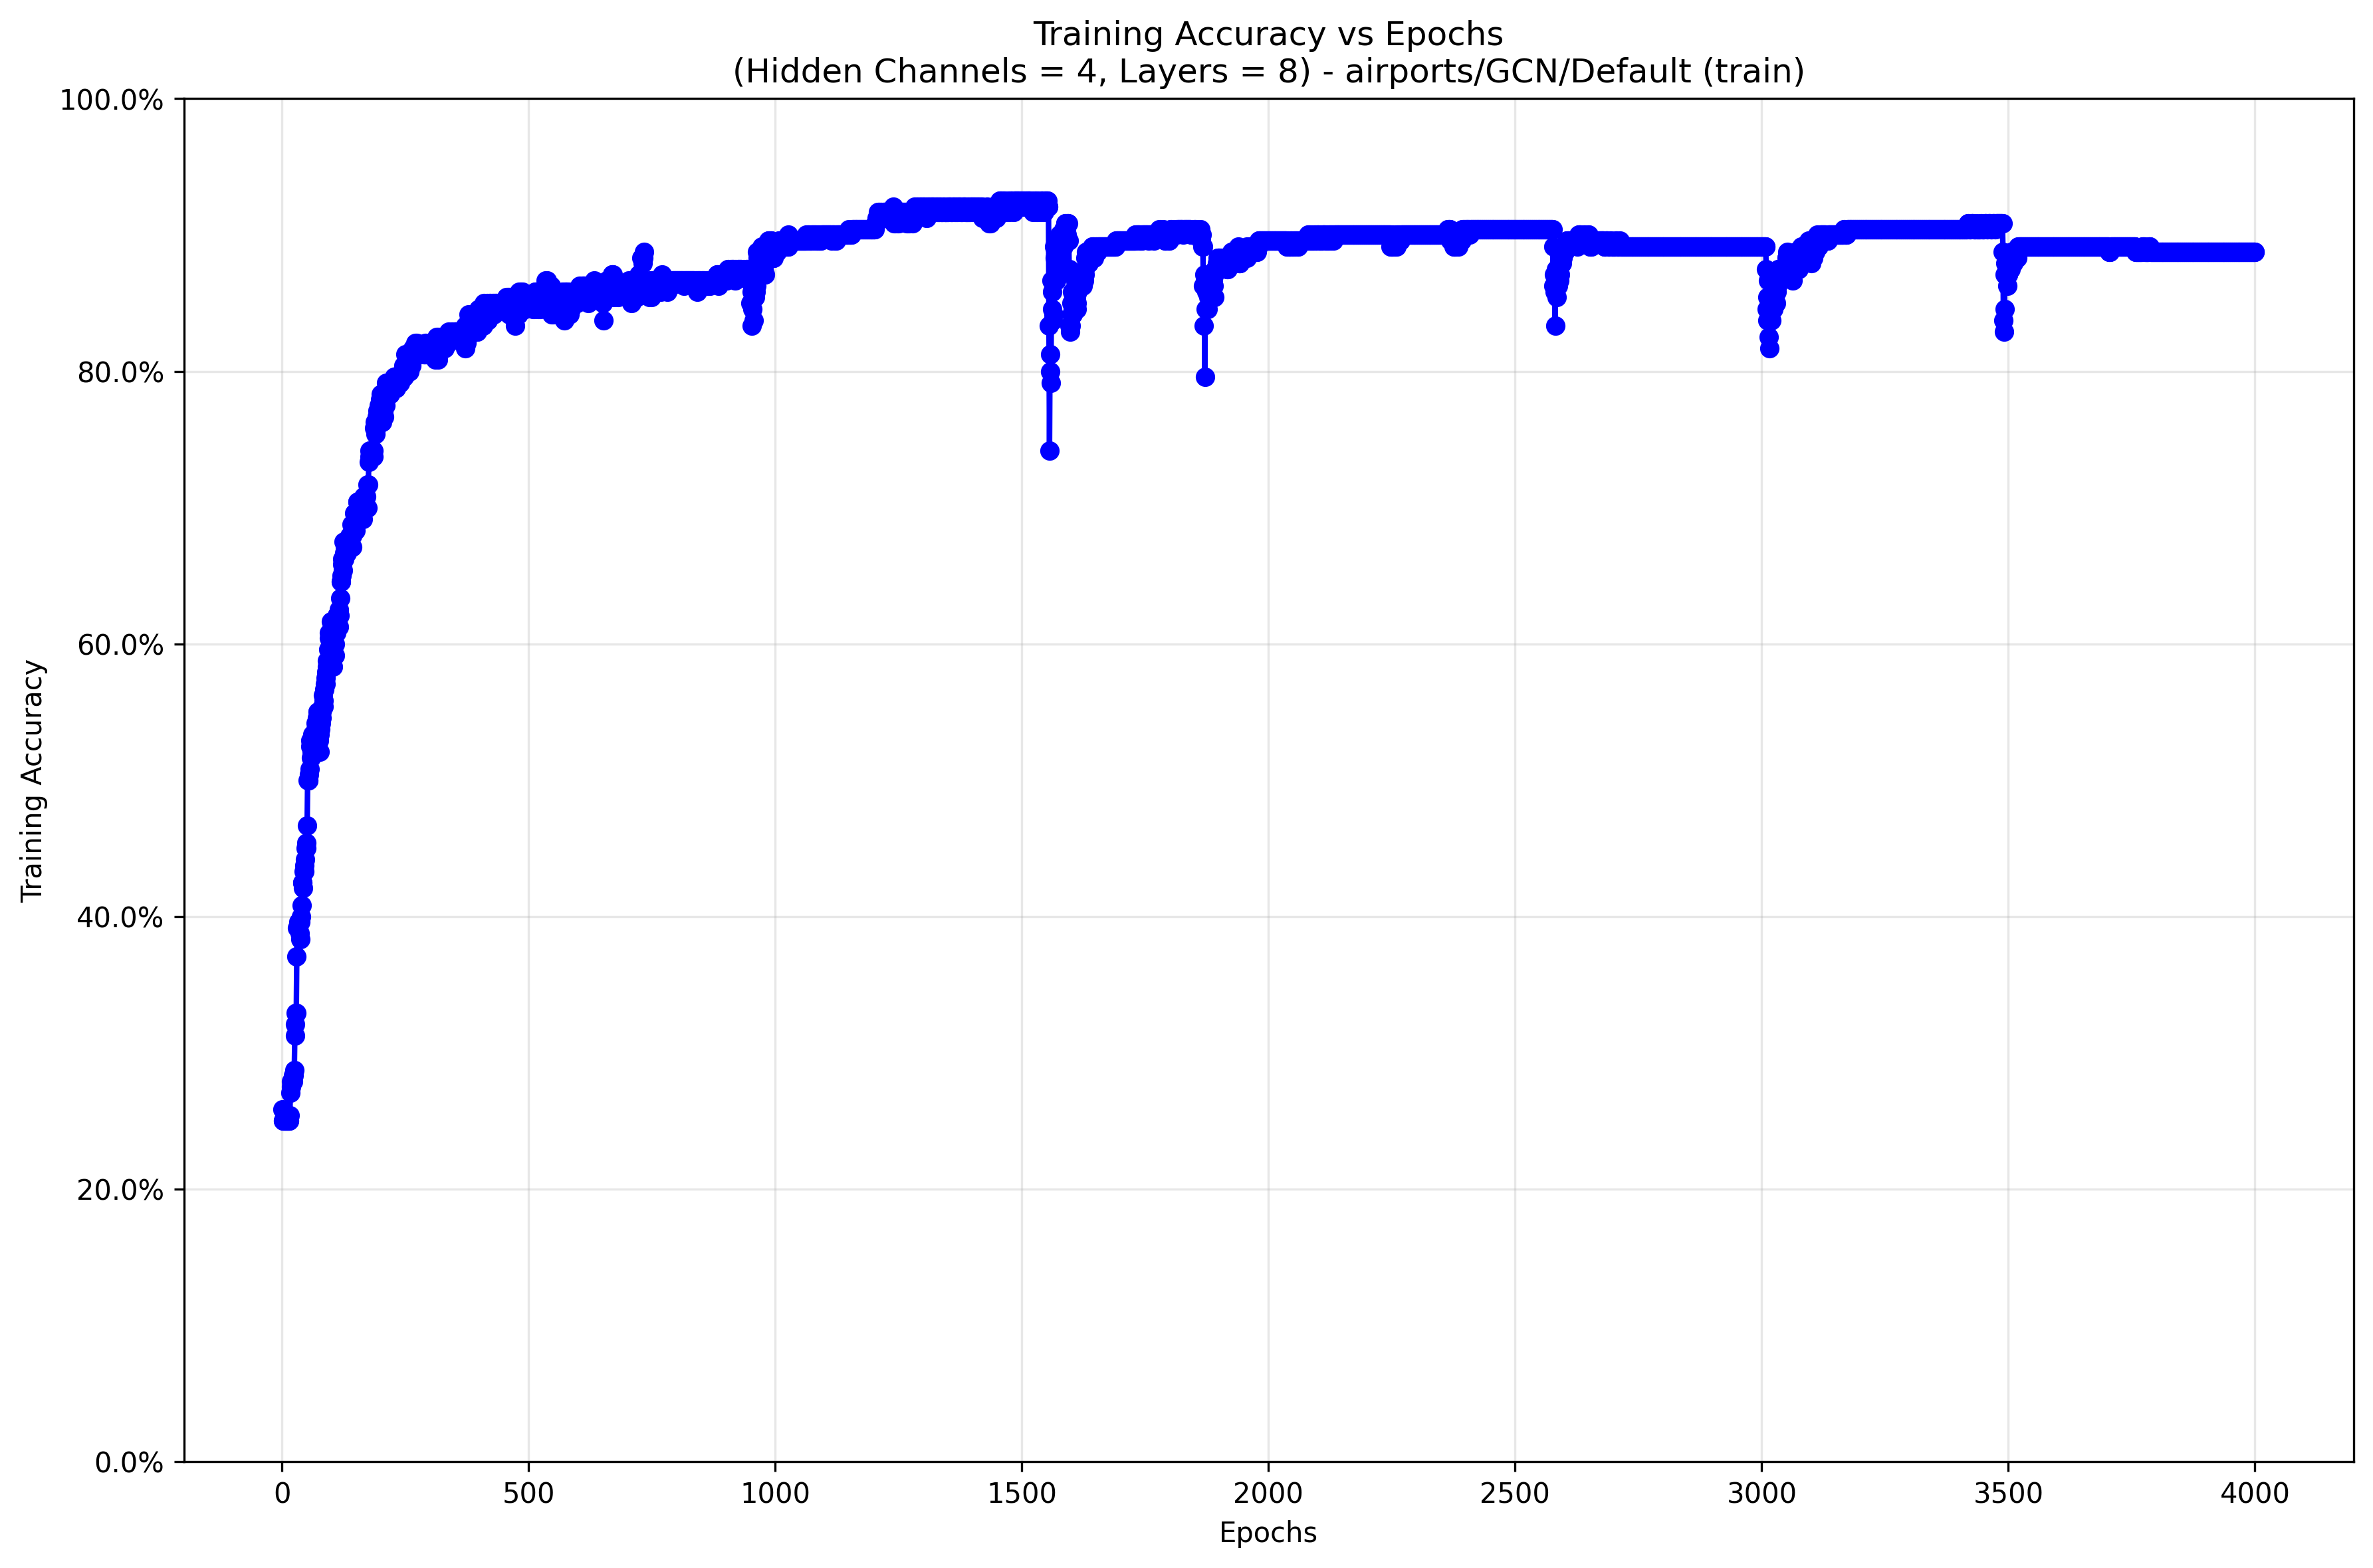 Training Accuracy vs Epochs
(Hidden Channels = 4, Layers = 8) - airports/GCN/Default (train)
100.0%
80.0%
60.0%
40.0%
20.0%
0.0%
Training Accuracy
0 500 1000 1500 2000 2500 3000 3500 4000
Epochs